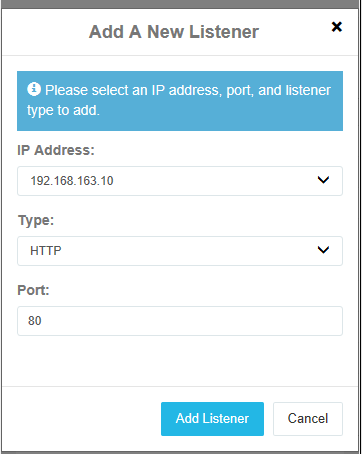 Add A New Listener
Please select an IP address, port, and listener
type to add.
IP Address:
192.168.163.10
Type:
HTTP
Port:
80
Add Listener
Cancel